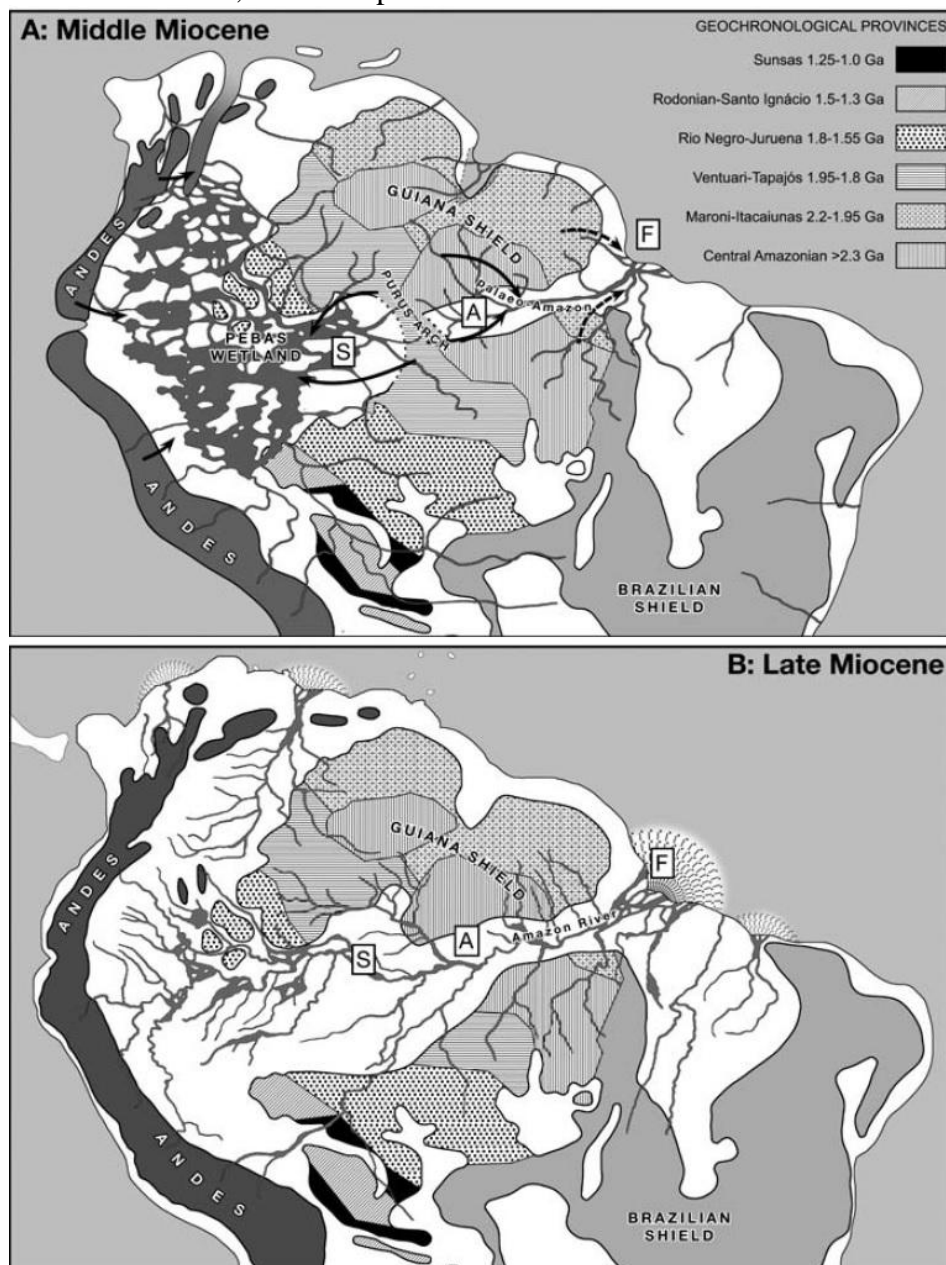 A: Middle Miocene
GEOCHRONOLOGICAL PROVINCES
Sunsas 1.25-1.0 Ga
Rodonian-Santo Ignácio 1.5-1.3 Ga
Rio Negro-Juruena 1.8-1.55 Ga
Ventuari-Tapajós 1.95-1.8 Ga
Maroni-Itacaiunas 2.2-1.95 Ga
Central Amazonian >2.3 Ga
GUIANA SHIELD
F
ANDES
PURUS ARCH
Palaeo-Amazon
A
PEBAS
WETLAND
S
ANDES
BRAZILIAN
SHIELD
B: Late Miocene
GUIANA SHIELD
F
ANDES
Amazon River
A
S
ANDES
BRAZILIAN
SHIELD